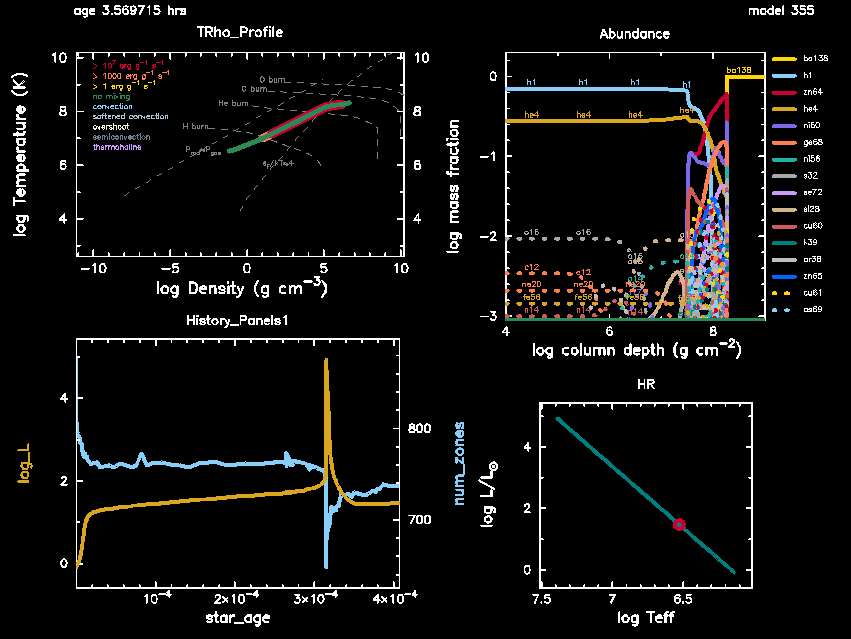 age 3.569715 hrs
model 355
TRho_Profile
log Temperature (K)
10
8
6
4
> 10⁷ erg g⁻¹ s⁻¹
> 1000 erg g⁻¹ s⁻¹
> 1 erg g⁻¹ s⁻¹
no mixing
convection
softened convection
overshoot
semiconvection
thermohaline
O burn
C burn
He burn
H burn
10
8
6
4
−10
−5
0
5
10
log Density (g cm⁻³)
Abundance
log mass fraction
0
−1
−2
−3
ba138
h1 h1 h1 h1
he4 he4 he4 he4
o16 o16
c12 c12
ne20 ne20
fe56 fe56
n14 n14
4
6
8
log column depth (g cm⁻²)
ba138
h1
zn64
he4
ni60
ge68
ni56
s32
se72
si28
cu60
k39
ar38
zn65
cu61
as69
History_Panels1
log_L
4
2
0
800
700
num_zones
10⁻⁴
2×10⁻⁴
3×10⁻⁴
4×10⁻⁴
star_age
HR
log L/L☉
4
2
0
7.5
7
6.5
log Teff